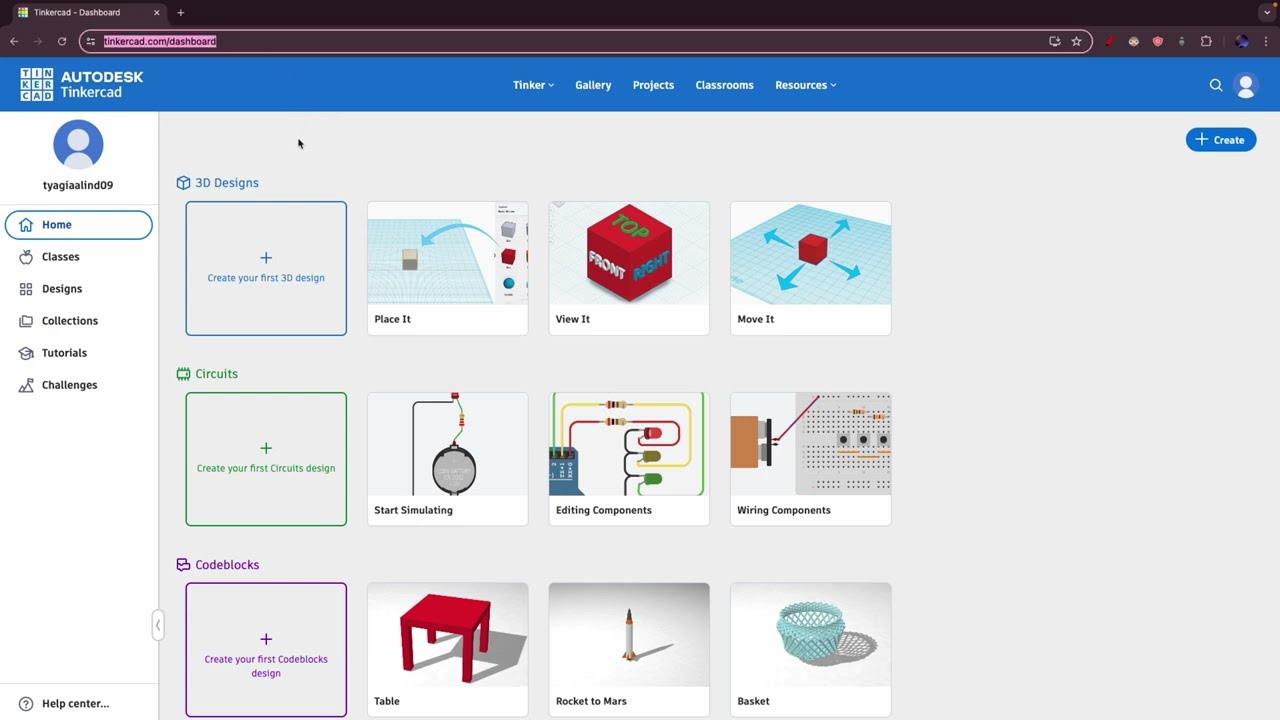 Tinkercad - Dashboard
tinkercad.com/dashboard
TIN
KER
CAD
AUTODESK
Tinkercad
Tinker
Gallery
Projects
Classrooms
Resources
tyagiaalind09
Home
Classes
Designs
Collections
Tutorials
Challenges
Help center...
Create
3D Designs
Create your first 3D design
Place It
TOP
FRONT
RIGHT
View It
Move It
Circuits
Create your first Circuits design
Start Simulating
Editing Components
Wiring Components
Codeblocks
Create your first Codeblocks
design
Table
Rocket to Mars
Basket